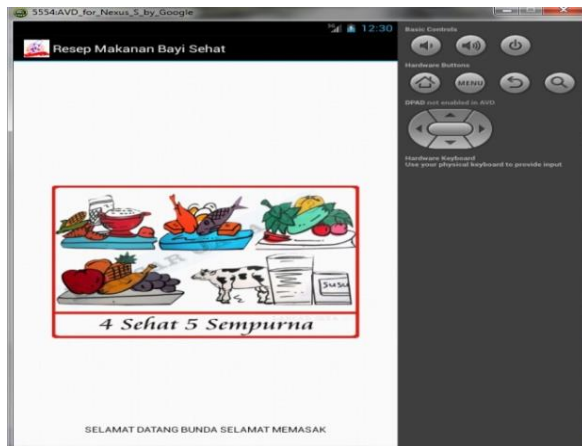 5554:AVD_for_Nexus_S_by_Google
3G 12:30
Resep Makanan Bayi Sehat
SUSU
4 Sehat 5 Sempurna
SELAMAT DATANG BUNDA SELAMAT MEMASAK
Basic Controls
Hardware Buttons
MENU
DPAD not enabled in AVD
Hardware Keyboard
Use your physical keyboard to provide input